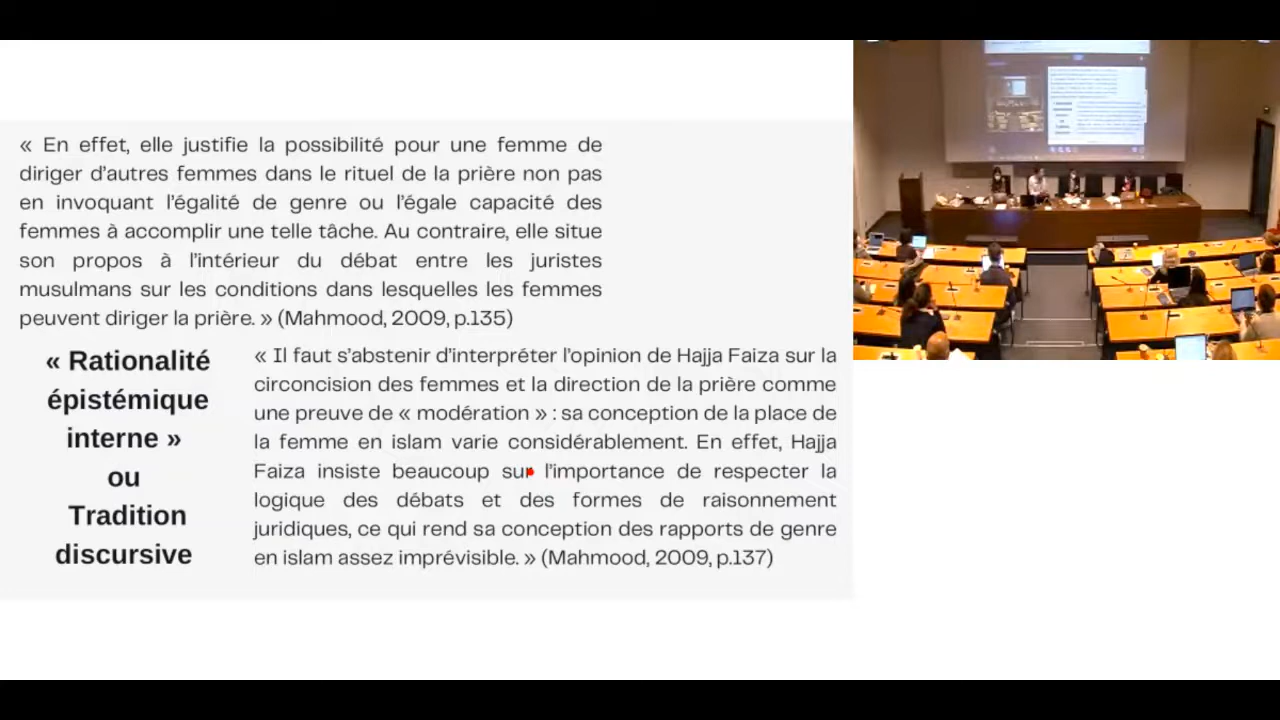 « En effet, elle justifie la possibilité pour une femme de
diriger d'autres femmes dans le rituel de la prière non pas
en invoquant l'égalité de genre ou l'égale capacité des
femmes à accomplir une telle tâche. Au contraire, elle situe
son propos à l'intérieur du débat entre les juristes
musulmans sur les conditions dans lesquelles les femmes
peuvent diriger la prière. » (Mahmood, 2009, p.135)
« Rationalité
épistémique
interne »
ou
Tradition
discursive
« Il faut s'abstenir d'interpréter l'opinion de Hajja Faiza sur la
circoncision des femmes et la direction de la prière comme
une preuve de « modération » : sa conception de la place de
la femme en islam varie considérablement. En effet, Hajja
Faiza insiste beaucoup sur l'importance de respecter la
logique des débats et des formes de raisonnement
juridiques, ce qui rend sa conception des rapports de genre
en islam assez imprévisible. » (Mahmood, 2009, p.137)